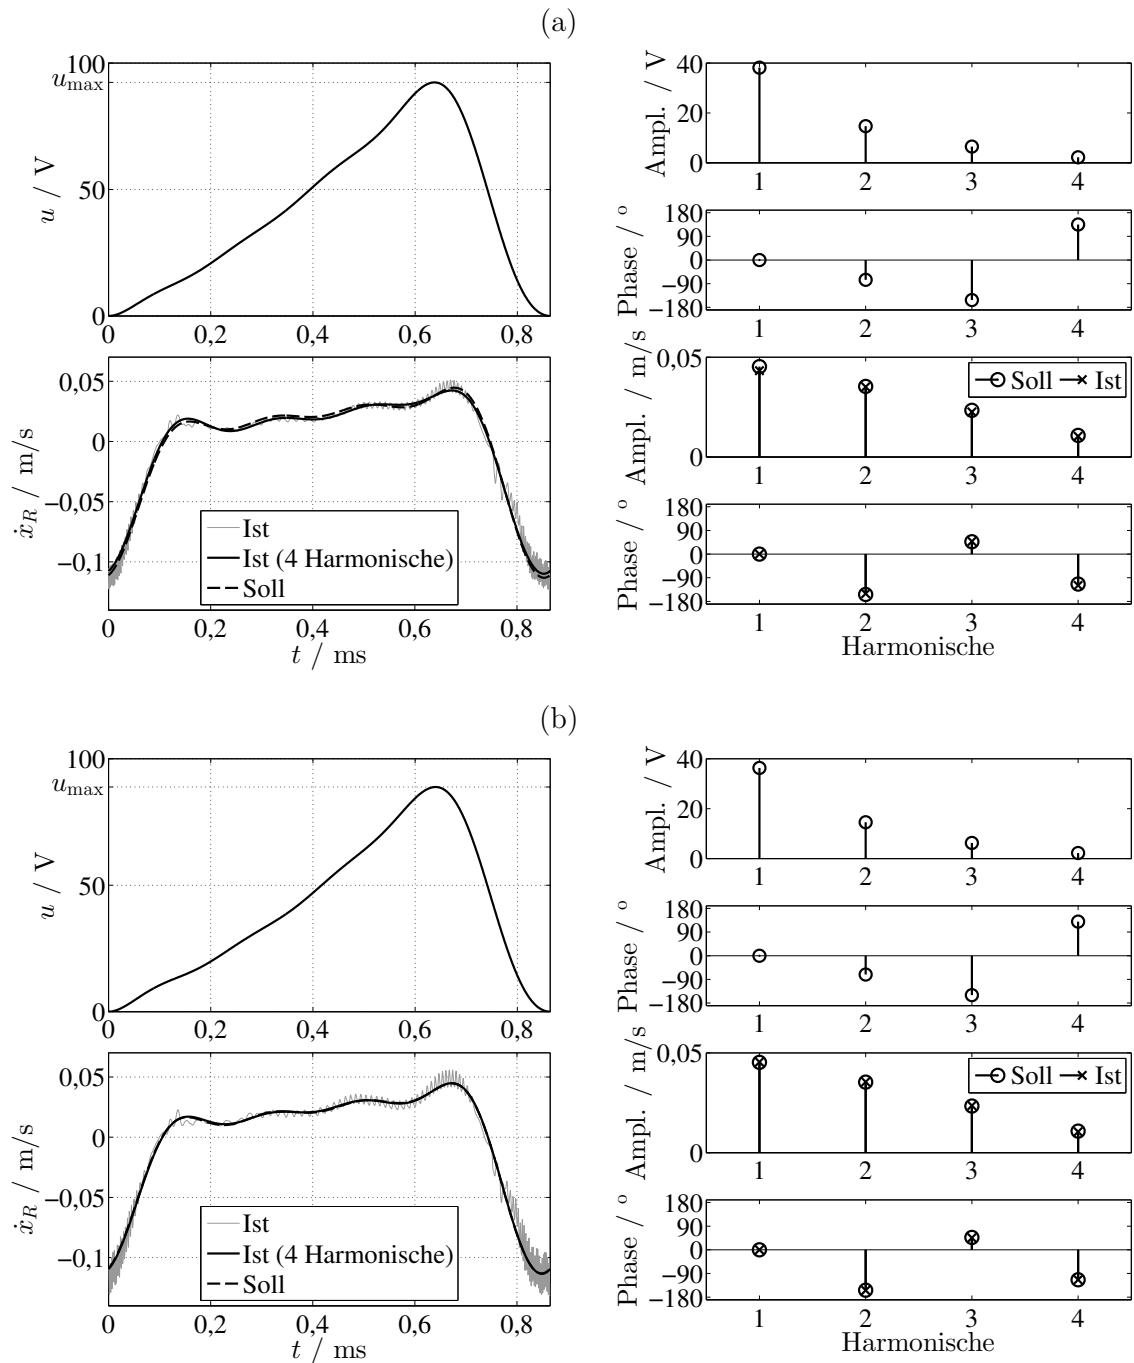 (a)
100
u_max
50
0
u / V
0 0,2 0,4 0,6 0,8
0,05
0
−0,05
−0,1
ẋ_R / m/s
Ist
Ist (4 Harmonische)
Soll
0 0,2 0,4 0,6 0,8
t / ms
40
20
0
Ampl. / V
1 2 3 4
180
90
0
−90
−180
Phase / °
1 2 3 4
0,05
0
Ampl. / m/s
Soll Ist
1 2 3 4
180
90
0
−90
−180
Phase / °
1 2 3 4
Harmonische
(b)
100
u_max
50
0
u / V
0 0,2 0,4 0,6 0,8
0,05
0
−0,05
−0,1
ẋ_R / m/s
Ist
Ist (4 Harmonische)
Soll
0 0,2 0,4 0,6 0,8
t / ms
40
20
0
Ampl. / V
1 2 3 4
180
90
0
−90
−180
Phase / °
1 2 3 4
0,05
0
Ampl. / m/s
Soll Ist
1 2 3 4
180
90
0
−90
−180
Phase / °
1 2 3 4
Harmonische